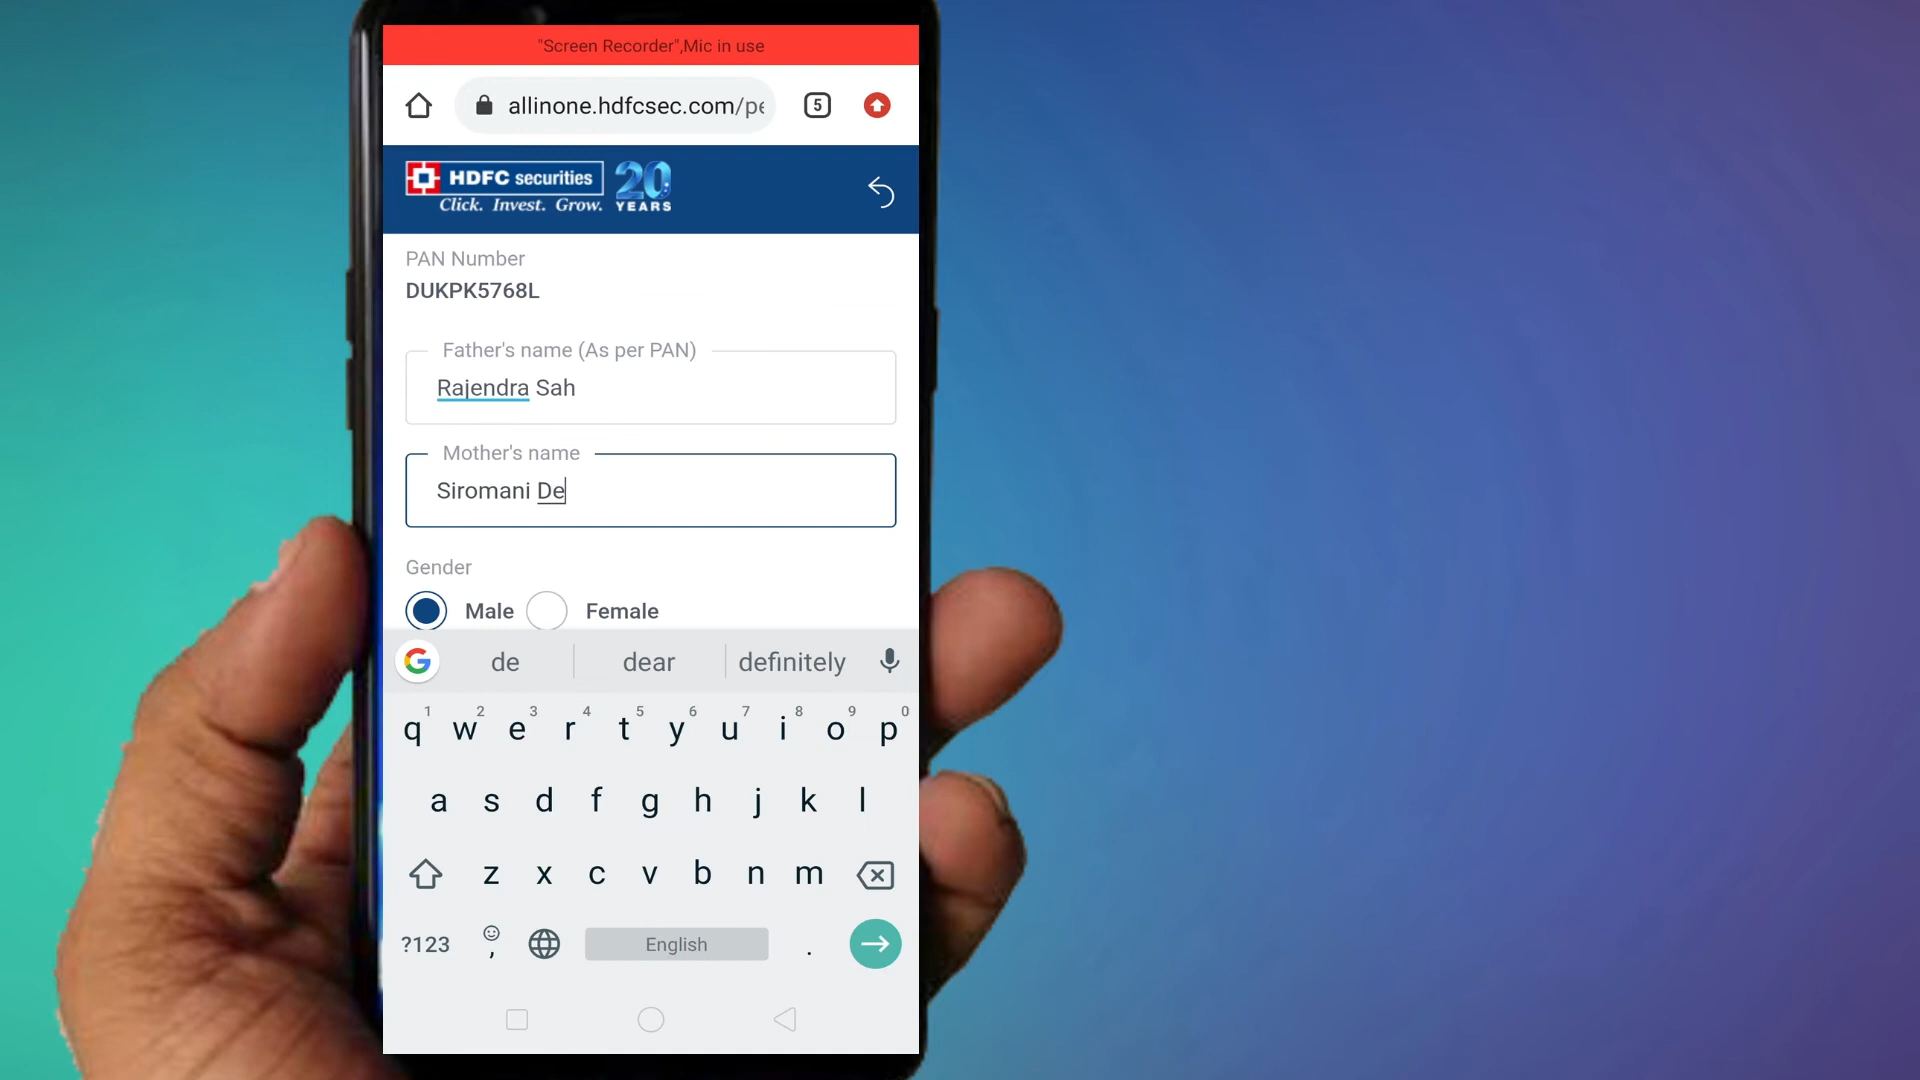 "Screen Recorder",Mic in use
allinone.hdfcsec.com/pe
5
HDFC securities
Click. Invest. Grow.
20
YEARS
PAN Number
DUKPK5768L
Father's name (As per PAN)
Rajendra Sah
Mother's name
Siromani De
Gender
Male Female
G de dear definitely
1 2 3 4 5 6 7 8 9 0
q w e r t y u i o p
a s d f g h j k l
z x c v b n m
?123 , English .